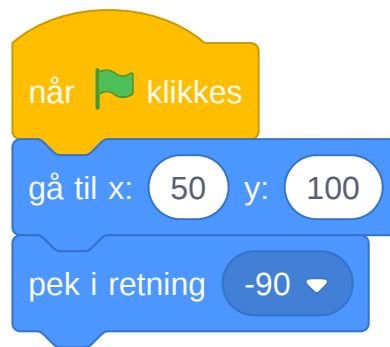 når klikkes
gå til x: 50 y: 100
pek i retning -90